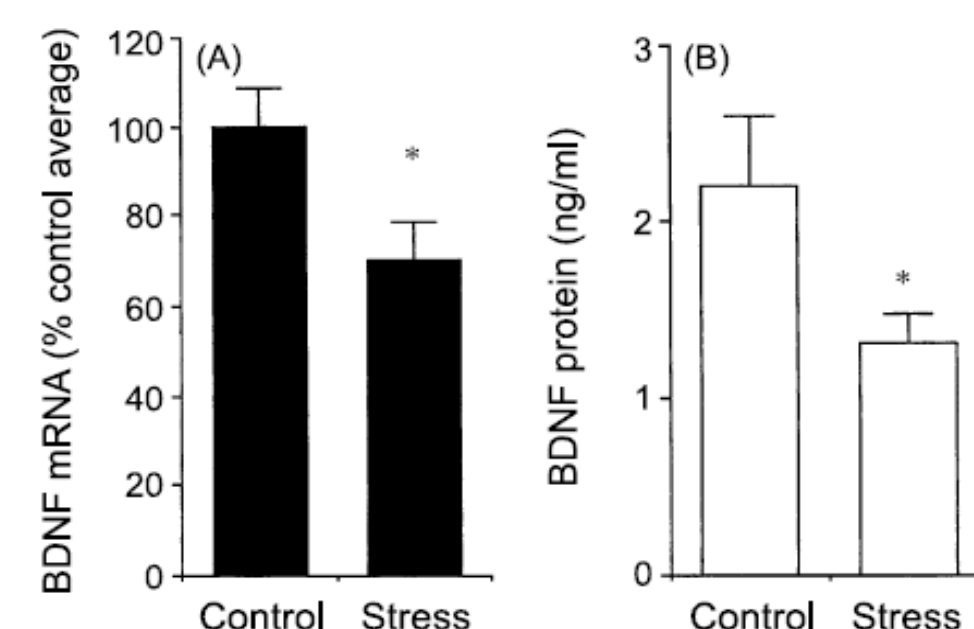 (A)
BDNF mRNA (% control average)
120
100
80
60
40
20
0
*
Control Stress
(B)
BDNF protein (ng/ml)
3
2
1
0
*
Control Stress